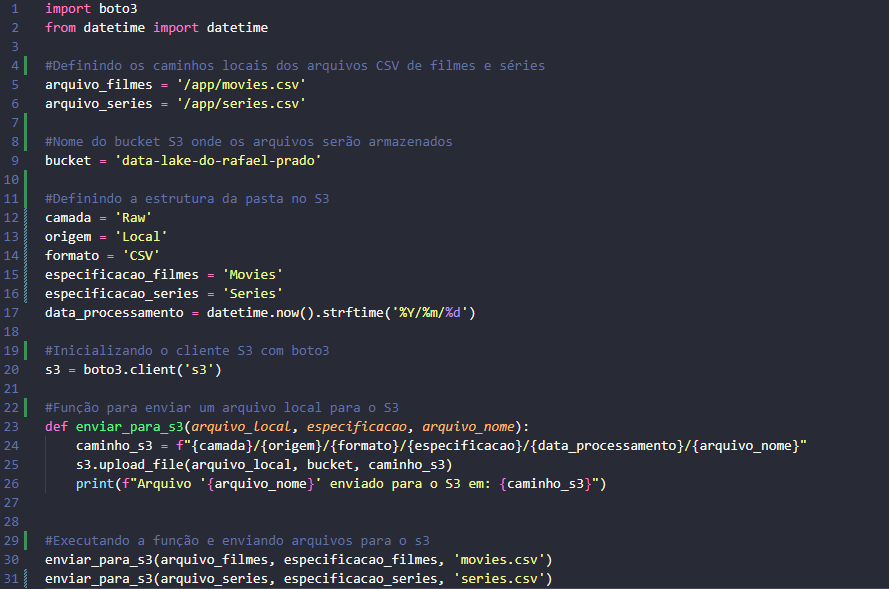 1 import boto3
2 from datetime import datetime
3
4 #Definindo os caminhos locais dos arquivos CSV de filmes e séries
5 arquivo_filmes = '/app/movies.csv'
6 arquivo_series = '/app/series.csv'
7
8 #Nome do bucket S3 onde os arquivos serão armazenados
9 bucket = 'data-lake-do-rafael-prado'
10
11 #Definindo a estrutura da pasta no S3
12 camada = 'Raw'
13 origem = 'Local'
14 formato = 'CSV'
15 especificacao_filmes = 'Movies'
16 especificacao_series = 'Series'
17 data_processamento = datetime.now().strftime('%Y/%m/%d')
18
19 #Inicializando o cliente S3 com boto3
20 s3 = boto3.client('s3')
21
22 #Função para enviar um arquivo local para o S3
23 def enviar_para_s3(arquivo_local, especificacao, arquivo_nome):
24     caminho_s3 = f"{camada}/{origem}/{formato}/{especificacao}/{data_processamento}/{arquivo_nome}"
25     s3.upload_file(arquivo_local, bucket, caminho_s3)
26     print(f"Arquivo '{arquivo_nome}' enviado para o S3 em: {caminho_s3}")
27
28
29 #Executando a função e enviando arquivos para o s3
30 enviar_para_s3(arquivo_filmes, especificacao_filmes, 'movies.csv')
31 enviar_para_s3(arquivo_series, especificacao_series, 'series.csv')